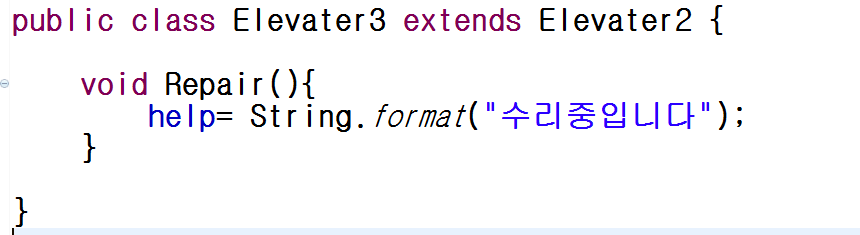 public class Elevater3 extends Elevater2 {
void Repair(){
help= String.format("수리중입니다");
}
}